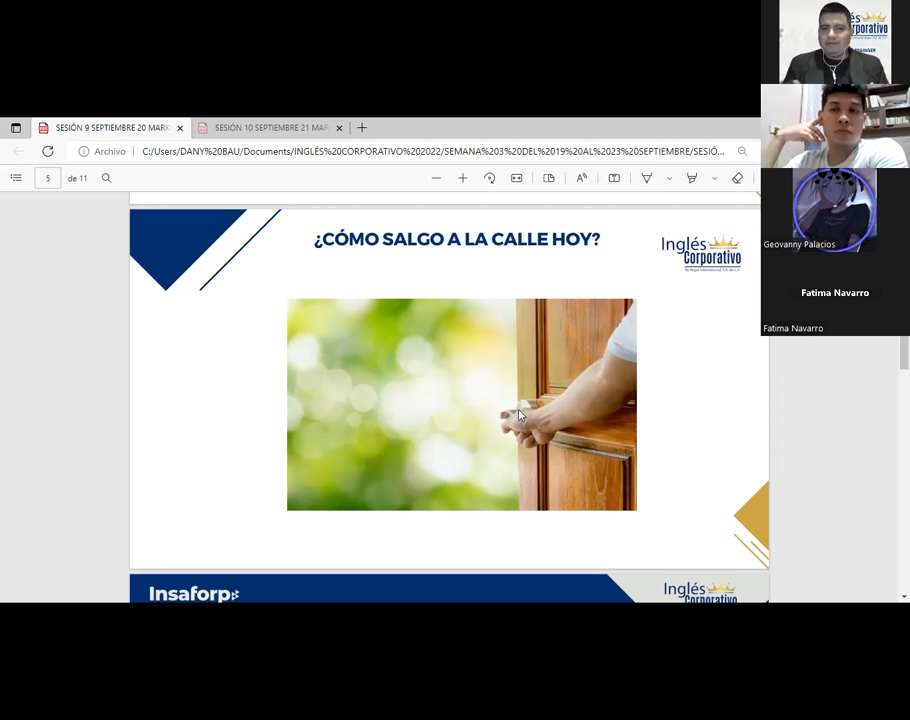 Inglés
Corporativo
BEGINNER
SESIÓN 9 SEPTIEMBRE 20 MARK
SESIÓN 10 SEPTIEMBRE 21 MAR
Archivo
C:/Users/DANY%20BAU/Documents/INGLÉS%20CORPORATIVO%202022/SEMANA%203%20DEL%2019%20AL%2023%20SEPTIEMBRE/SESIÓ...
5 de 11
¿CÓMO SALGO A LA CALLE HOY?
Inglés
Corporativo
Geovanny Palacios
Fatima Navarro
Fatima Navarro
Insaforp
Inglés
Corporativo